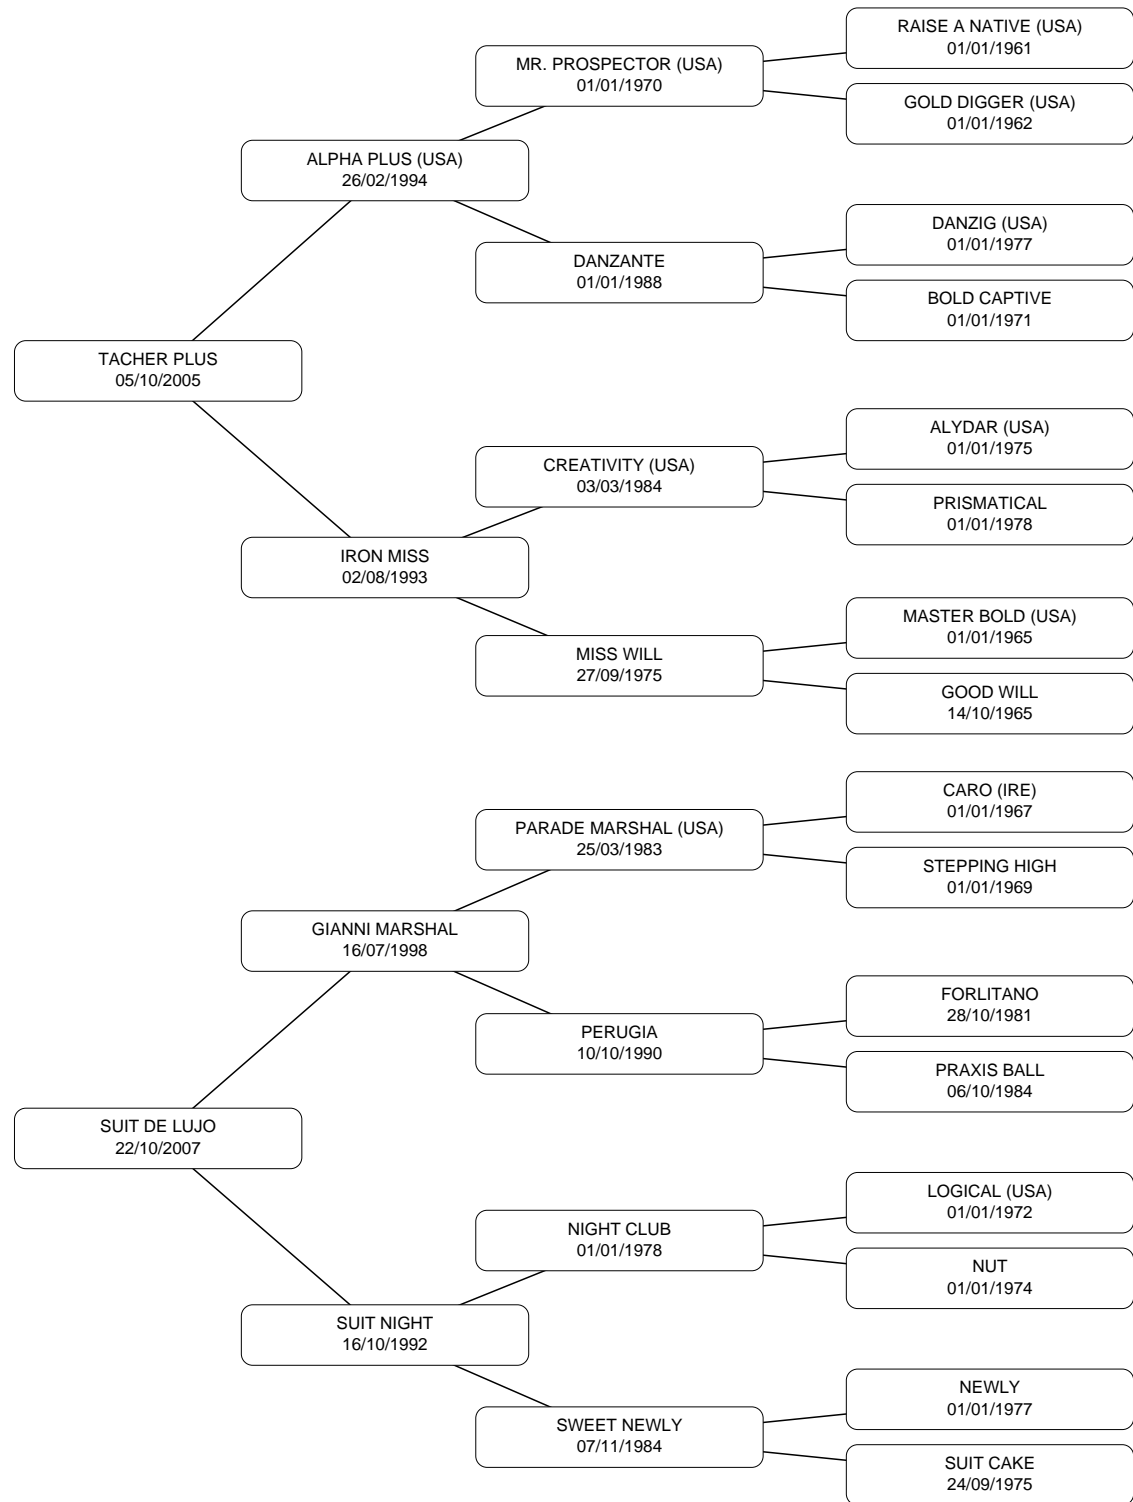 RAISE A NATIVE (USA)
01/01/1961
MR. PROSPECTOR (USA)
01/01/1970
GOLD DIGGER (USA)
01/01/1962
ALPHA PLUS (USA)
26/02/1994
DANZIG (USA)
01/01/1977
DANZANTE
01/01/1988
BOLD CAPTIVE
01/01/1971
TACHER PLUS
05/10/2005
ALYDAR (USA)
01/01/1975
CREATIVITY (USA)
03/03/1984
PRISMATICAL
01/01/1978
IRON MISS
02/08/1993
MASTER BOLD (USA)
01/01/1965
MISS WILL
27/09/1975
GOOD WILL
14/10/1965
CARO (IRE)
01/01/1967
PARADE MARSHAL (USA)
25/03/1983
STEPPING HIGH
01/01/1969
GIANNI MARSHAL
16/07/1998
FORLITANO
28/10/1981
PERUGIA
10/10/1990
PRAXIS BALL
06/10/1984
SUIT DE LUJO
22/10/2007
LOGICAL (USA)
01/01/1972
NIGHT CLUB
01/01/1978
NUT
01/01/1974
SUIT NIGHT
16/10/1992
NEWLY
01/01/1977
SWEET NEWLY
07/11/1984
SUIT CAKE
24/09/1975